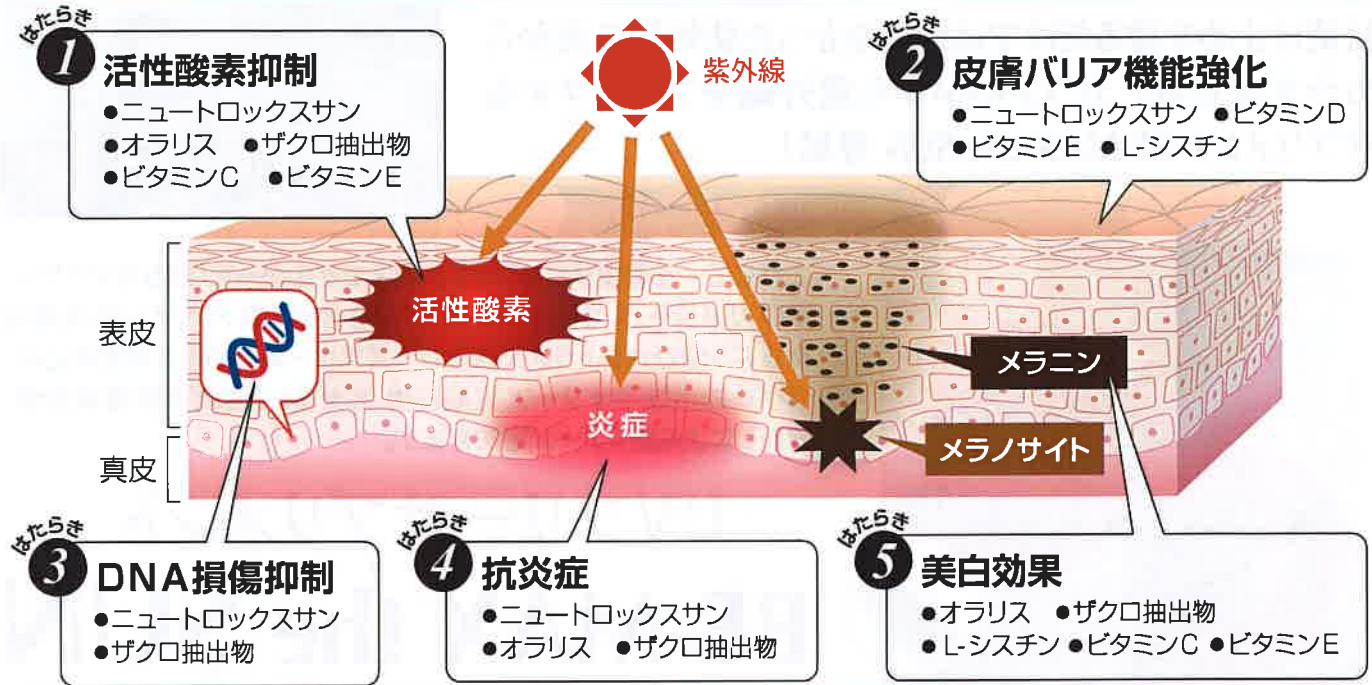 はたらき
1 活性酸素抑制
●ニュートロックスサン
●オラリス ●ザクロ抽出物
●ビタミンC ●ビタミンE
紫外線
はたらき
2 皮膚バリア機能強化
●ニュートロックスサン ●ビタミンD
●ビタミンE ●L-シスチン
表皮
真皮
活性酸素
炎症
メラニン
メラノサイト
はたらき
3 DNA損傷抑制
●ニュートロックスサン
●ザクロ抽出物
はたらき
4 抗炎症
●ニュートロックスサン
●オラリス ●ザクロ抽出物
はたらき
5 美白効果
●オラリス ●ザクロ抽出物
●L-シスチン ●ビタミンC ●ビタミンE